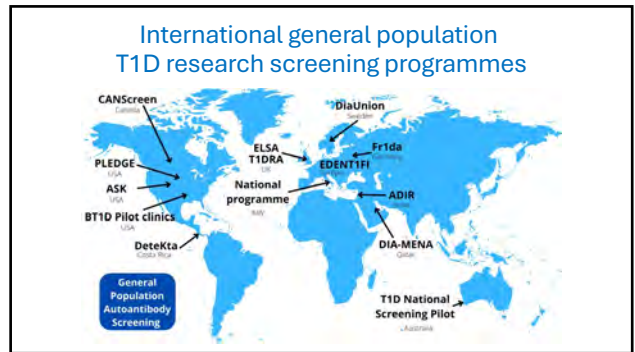 International general population
T1D research screening programmes
CANScreen
Canada
PLEDGE
USA
ASK
USA
BT1D Pilot clinics
USA
DeteKta
Costa Rica
General
Population
Autoantibody
Screening
ELSA
T1DRA
UK
National
programme
Italy
DiaUnion
Sweden
Fr1da
Germany
EDENT1FI
ADIR
Israel
DIA-MENA
Qatar
T1D National
Screening Pilot
Australia